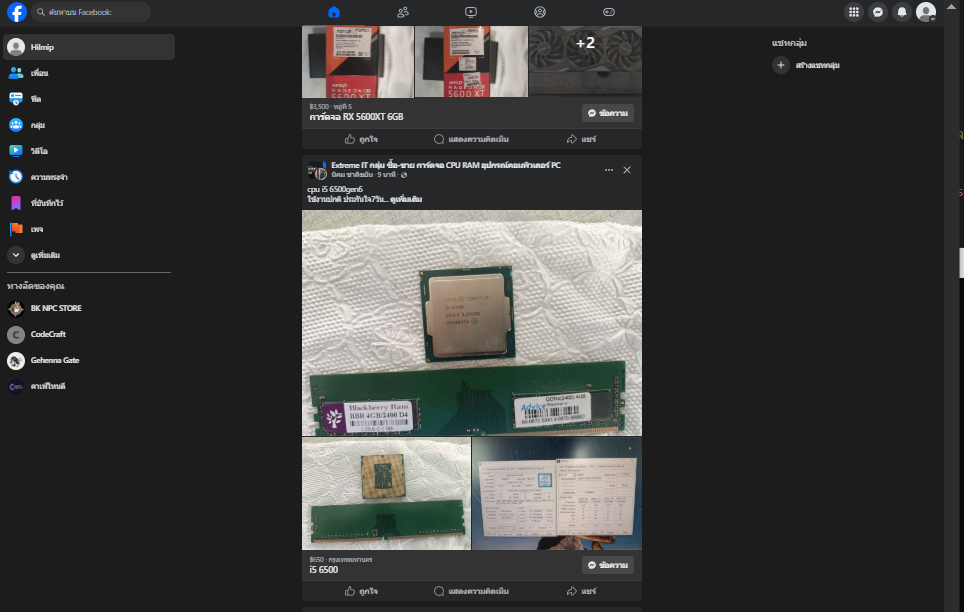 ค้นหาบน Facebook
Hilmip
เพื่อน
ฟีด
กลุ่ม
วิดีโอ
ความทรงจำ
ที่บันทึกไว้
เพจ
ดูเพิ่มเติม
ทางลัดของคุณ
BK NPC STORE
CodeCraft
Gehenna Gate
คาเฟ่ไหนดี
+2
AMD
RADEON
5600 XT
5600 XT
฿3,500 · หมู่ที่ 5
การ์ดจอ RX 5600XT 6GB
ข้อความ
ถูกใจ
แสดงความคิดเห็น
แชร์
Extreme IT กลุ่ม ซื้อ-ขาย การ์ดจอ CPU RAM อุปกรณ์คอมพิวเตอร์ PC
9 นาที
cpu i5 6500gen6
ใช้งานปกติ ประกันใจ7วัน... ดูเพิ่มเติม
Blackberry Ram
BBR 4GB/2400 D4
DDR4(2400) 4GB
Advice
฿650 · กรุงเทพมหานคร
i5 6500
ข้อความ
ถูกใจ
แสดงความคิดเห็น
แชร์
แชทกลุ่ม
สร้างแชทกลุ่ม